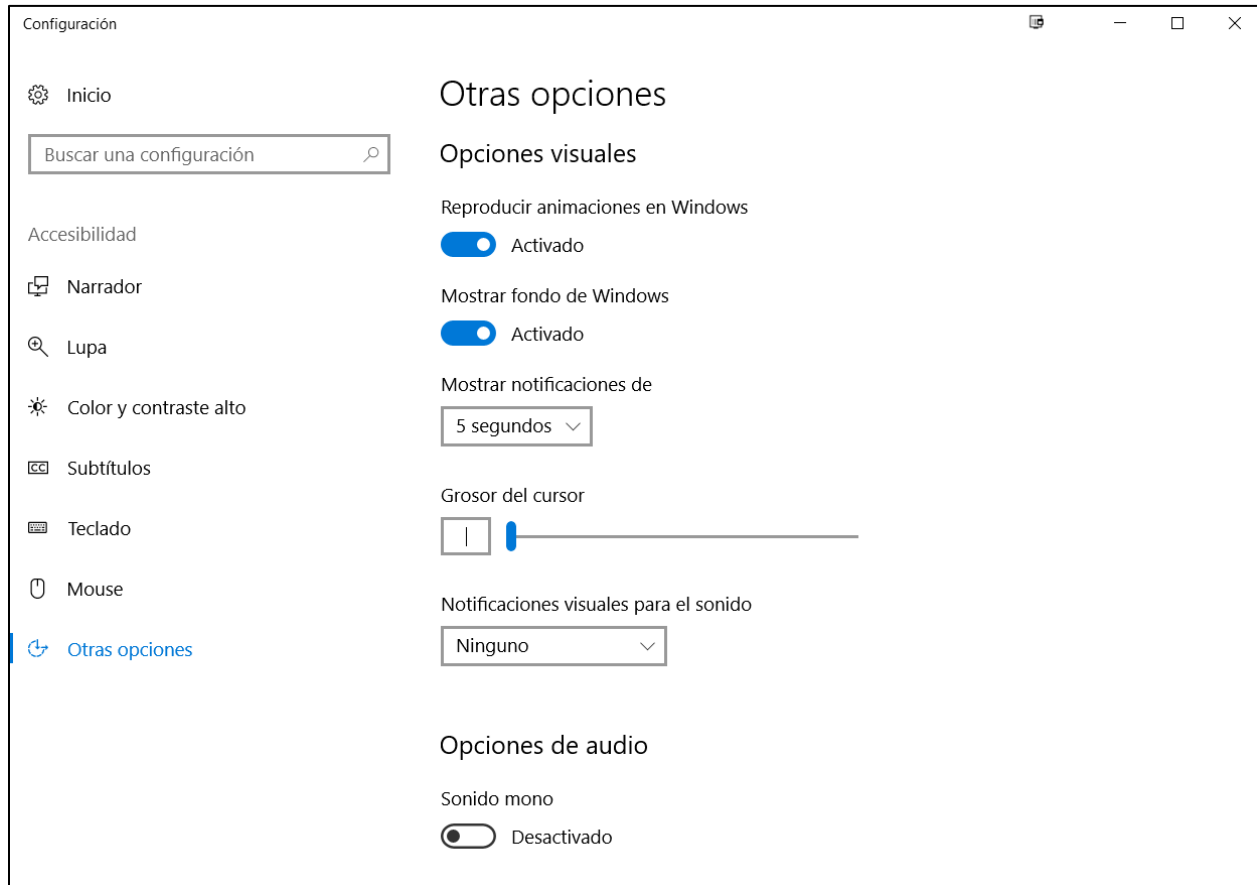 Configuración
Inicio
Buscar una configuración
Accesibilidad
Narrador
Lupa
Color y contraste alto
CC Subtítulos
Teclado
Mouse
Otras opciones
Otras opciones
Opciones visuales
Reproducir animaciones en Windows
Activado
Mostrar fondo de Windows
Activado
Mostrar notificaciones de
5 segundos
Grosor del cursor
Notificaciones visuales para el sonido
Ninguno
Opciones de audio
Sonido mono
Desactivado